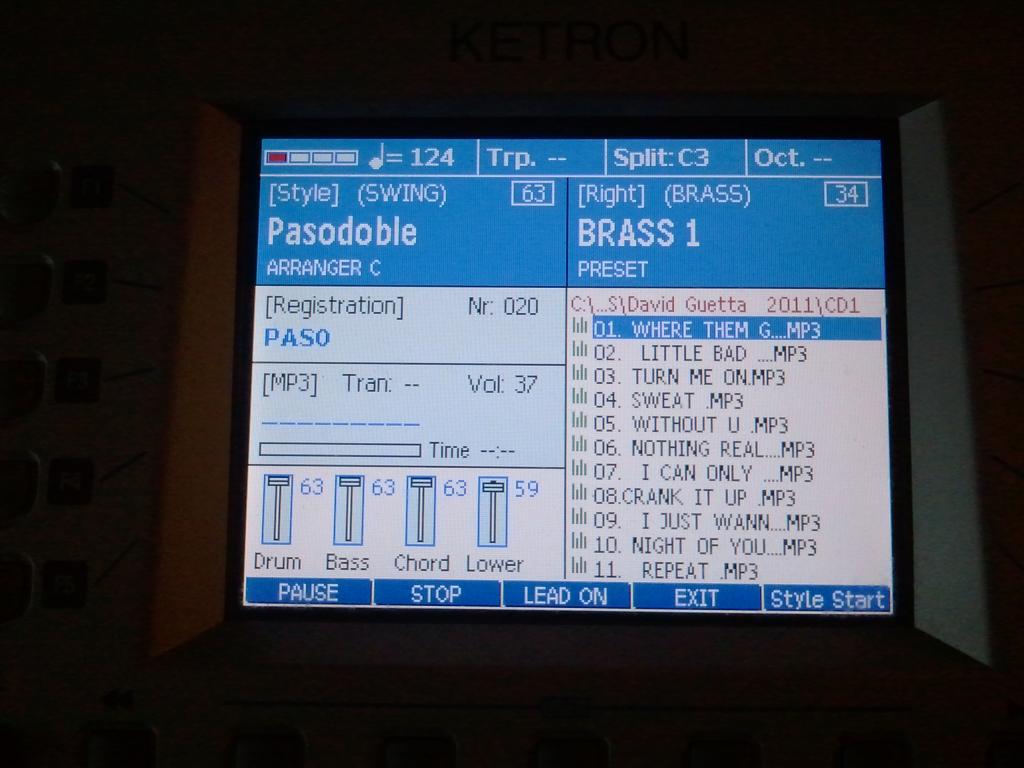 KETRON
♩= 124 Trp. -- Split: C3 Oct. --
[Style] (SWING) 63
Pasodoble
ARRANGER C
[Right] (BRASS) 34
BRASS 1
PRESET
[Registration] Nr: 020
PASO
[MP3] Tran: -- Vol: 37
_________
Time --:--
63 63 63 59
Drum Bass Chord Lower
C:\...S\David Guetta 2011\CD1
01. WHERE THEM G....MP3
02. LITTLE BAD ....MP3
03. TURN ME ON.MP3
04. SWEAT .MP3
05. WITHOUT U .MP3
06. NOTHING REAL....MP3
07. I CAN ONLY ....MP3
08.CRANK IT UP .MP3
09. I JUST WANN....MP3
10. NIGHT OF YOU....MP3
11. REPEAT .MP3
PAUSE STOP LEAD ON EXIT Style Start